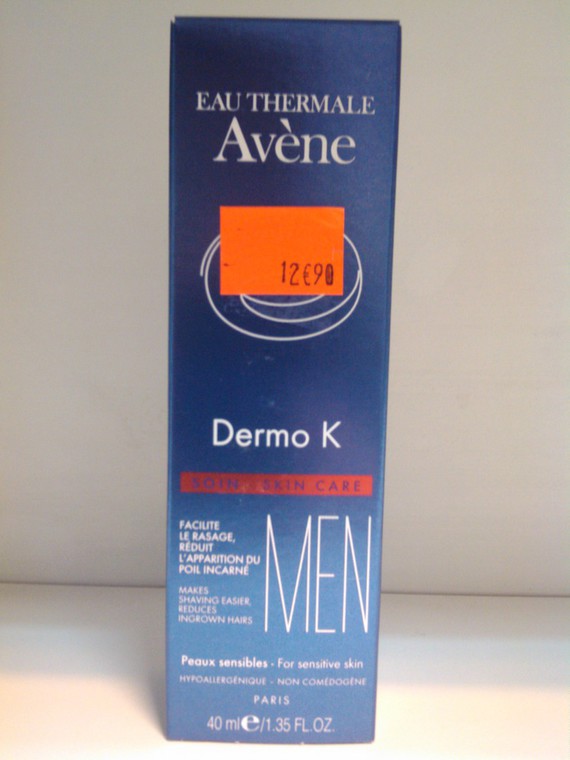 EAU THERMALE
Avène
12€90
Dermo K
SOIN - SKIN CARE
FACILITE
LE RASAGE,
RÉDUIT
L'APPARITION DU
POIL INCARNÉ
MAKES
SHAVING EASIER,
REDUCES
INGROWN HAIRS
MEN
Peaux sensibles - For sensitive skin
HYPOALLERGÉNIQUE - NON COMÉDOGÈNE
PARIS
40 ml℮/1.35 FL.OZ.